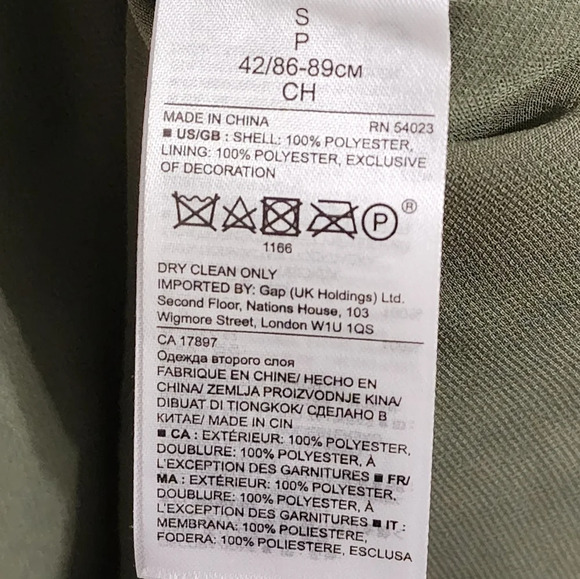 S
P
42/86-89CM
CH
MADE IN CHINA RN 54023
■ US/GB : SHELL: 100% POLYESTER,
LINING: 100% POLYESTER, EXCLUSIVE
OF DECORATION
P ®
1166
DRY CLEAN ONLY
IMPORTED BY: Gap (UK Holdings) Ltd.
Second Floor, Nations House, 103
Wigmore Street, London W1U 1QS
CA 17897
Одежда второго слоя
FABRIQUE EN CHINE/ HECHO EN
CHINA/ ZEMLJA PROIZVODNJE KINA/
DIBUAT DI TIONGKOK/ СДЕЛАНО В
КИТАЕ/ MADE IN CIN
■ CA : EXTÉRIEUR: 100% POLYESTER,
DOUBLURE: 100% POLYESTER, À
L'EXCEPTION DES GARNITURES ■ FR/
MA : EXTÉRIEUR: 100% POLYESTER,
DOUBLURE: 100% POLYESTER, À
L'EXCEPTION DES GARNITURES ■ IT :
MEMBRANA: 100% POLIESTERE,
FODERA: 100% POLIESTERE, ESCLUSA